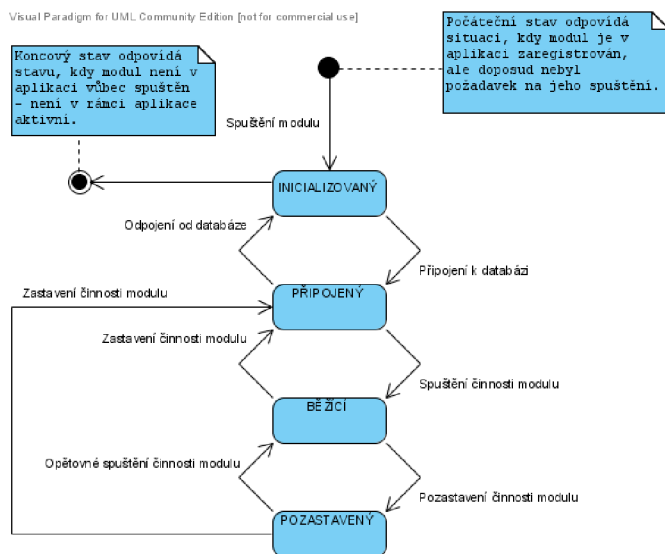 Visual Paradigm for UML Community Edition [not for commercial use]
Koncový stav odpovídá
stavu, kdy modul není v
aplikaci vůbec spuštěn
- není v rámci aplikace
aktivní.
Počáteční stav odpovídá
situaci, kdy modul je v
aplikaci zaregistrován,
ale doposud nebyl
požadavek na jeho spuštění.
Spuštění modulu
INICIALIZOVANÝ
Odpojení od databáze
Připojení k databázi
Zastavení činnosti modulu
PŘIPOJENÝ
Zastavení činnosti modulu
Spuštění činnosti modulu
BĚŽÍCÍ
Opětovné spuštění činnosti modulu
Pozastavení činnosti modulu
POZASTAVENÝ